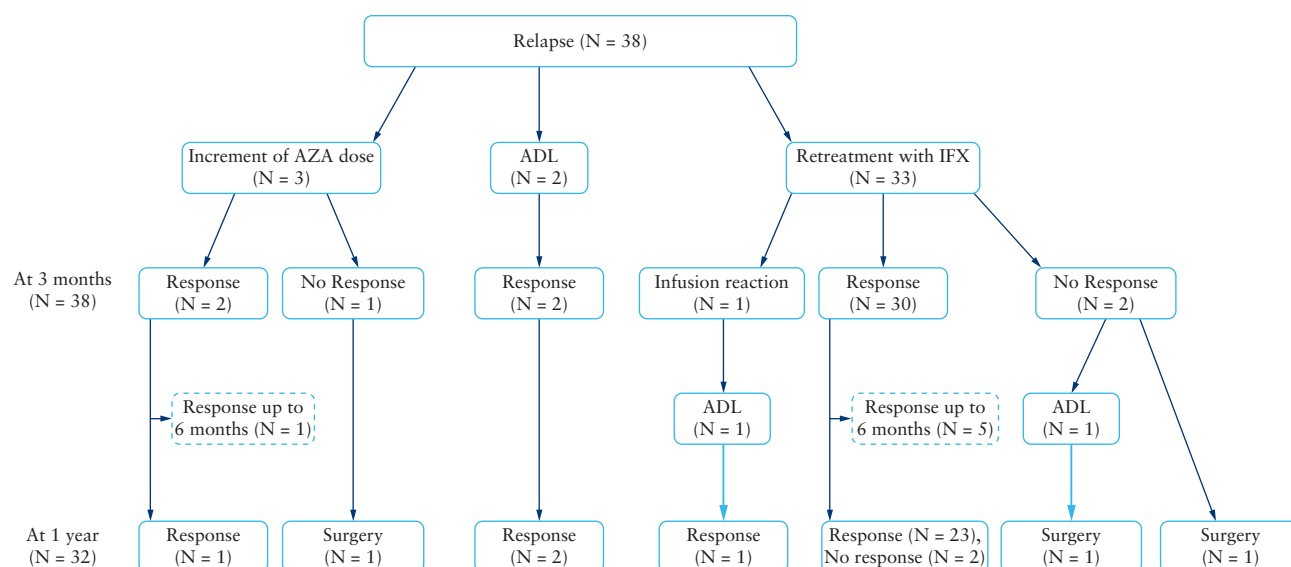 Relapse (N = 38)
Increment of AZA dose
(N = 3)
ADL
(N = 2)
Retreatment with IFX
(N = 33)
At 3 months
(N = 38)
Response
(N = 2)
No Response
(N = 1)
Response
(N = 2)
Infusion reaction
(N = 1)
Response
(N = 30)
No Response
(N = 2)
Response up to
6 months (N = 1)
ADL
(N = 1)
Response up to
6 months (N = 5)
ADL
(N = 1)
At 1 year
(N = 32)
Response
(N = 1)
Surgery
(N = 1)
Response
(N = 2)
Response
(N = 1)
Response (N = 23),
No response (N = 2)
Surgery
(N = 1)
Surgery
(N = 1)